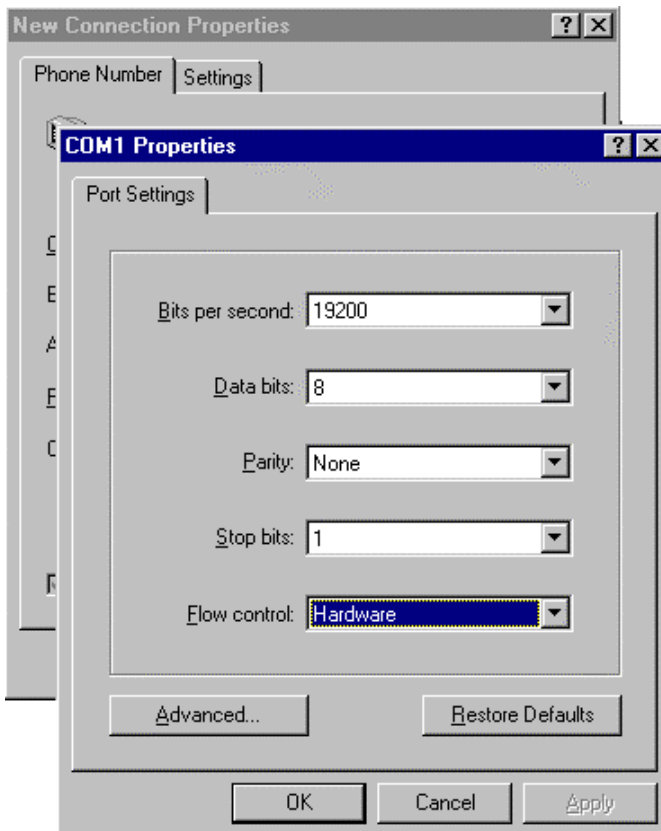 New Connection Properties
Phone Number Settings
COM1 Properties
Port Settings
Bits per second: 19200
Data bits: 8
Parity: None
Stop bits: 1
Flow control: Hardware
Advanced... Restore Defaults
OK Cancel Apply